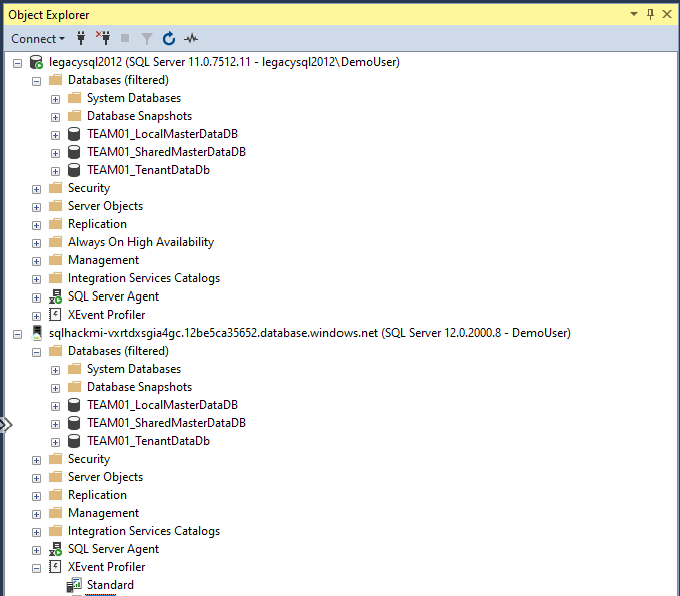 Object Explorer
Connect
legacysql2012 (SQL Server 11.0.7512.11 - legacysql2012\DemoUser)
Databases (filtered)
System Databases
Database Snapshots
TEAM01_LocalMasterDataDB
TEAM01_SharedMasterDataDB
TEAM01_TenantDataDb
Security
Server Objects
Replication
Always On High Availability
Management
Integration Services Catalogs
SQL Server Agent
XEvent Profiler
sqlhackmi-vxrtdxsgia4gc.12be5ca35652.database.windows.net (SQL Server 12.0.2000.8 - DemoUser)
Databases (filtered)
System Databases
Database Snapshots
TEAM01_LocalMasterDataDB
TEAM01_SharedMasterDataDB
TEAM01_TenantDataDb
Security
Server Objects
Replication
Management
Integration Services Catalogs
SQL Server Agent
XEvent Profiler
Standard